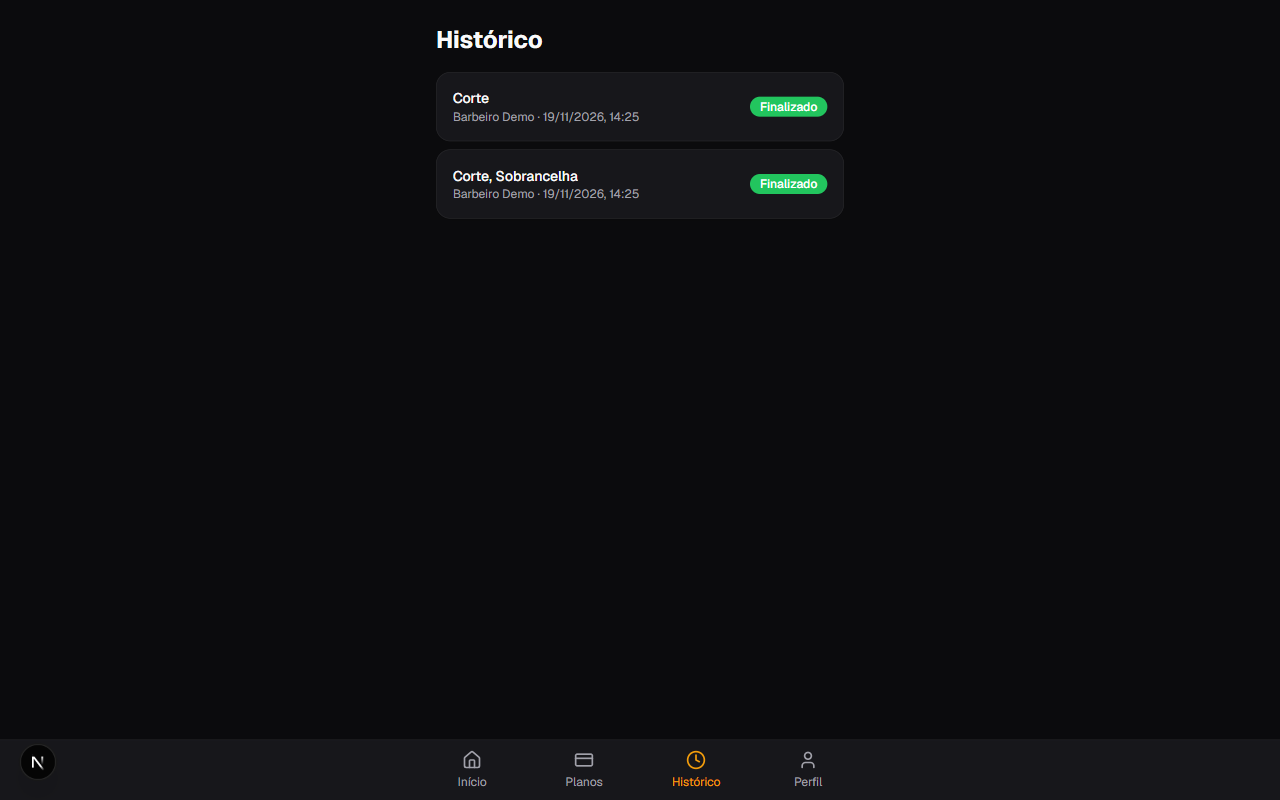 Histórico
Corte
Barbeiro Demo · 19/11/2026, 14:25
Finalizado
Corte, Sobrancelha
Barbeiro Demo · 19/11/2026, 14:25
Finalizado
N
Início
Planos
Histórico
Perfil